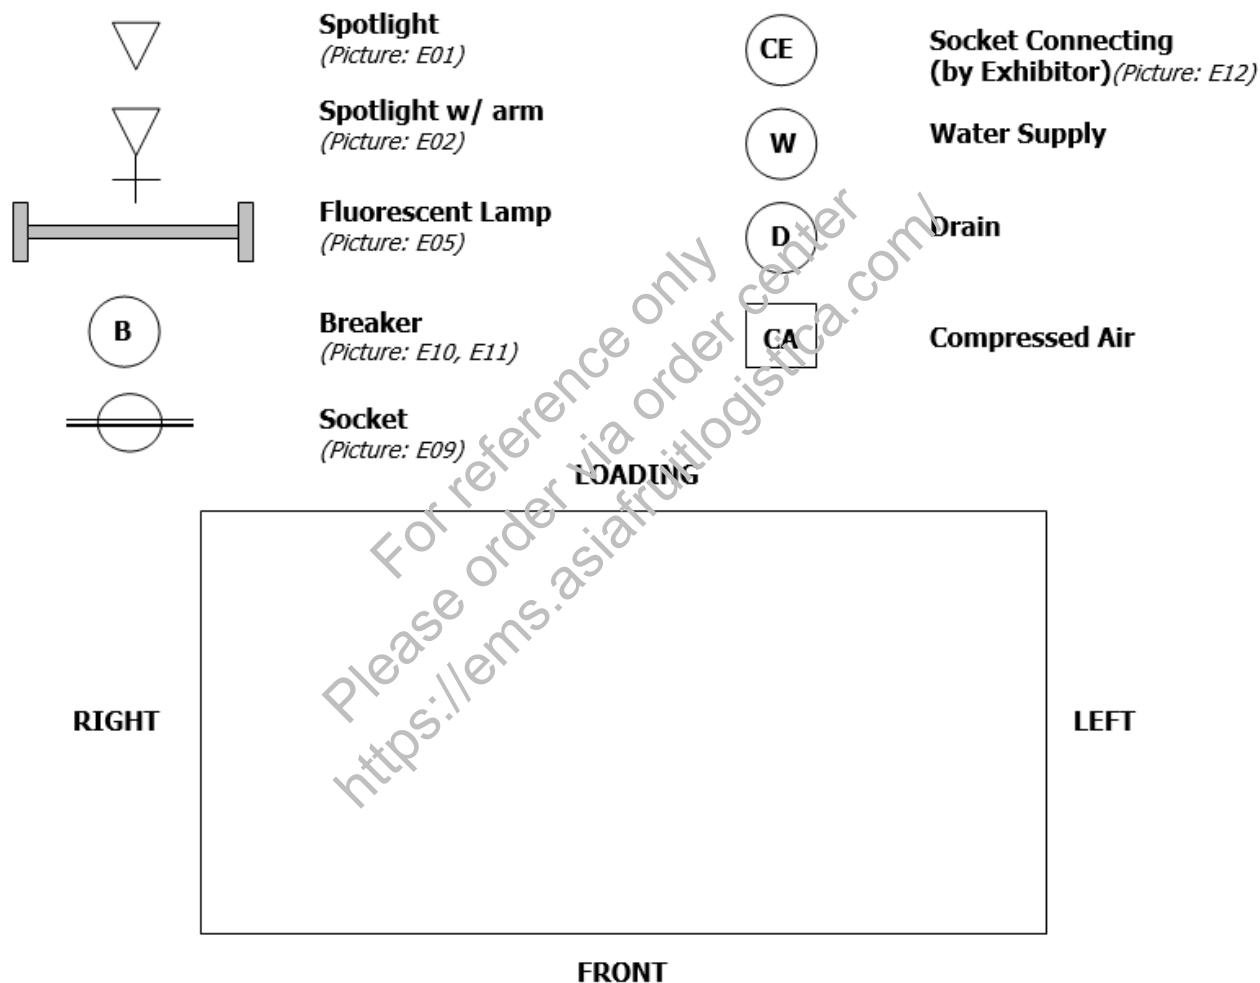 Spotlight
(Picture: E01)
Spotlight w/ arm
(Picture: E02)
Fluorescent Lamp
(Picture: E05)
B
Breaker
(Picture: E10, E11)
Socket
(Picture: E09)
CE
Socket Connecting
(by Exhibitor)(Picture: E12)
W
Water Supply
D
Drain
CA
Compressed Air
For reference only
Please order via order center
https://ems.asiafruitlogistica.com/
LOADING
RIGHT
LEFT
FRONT